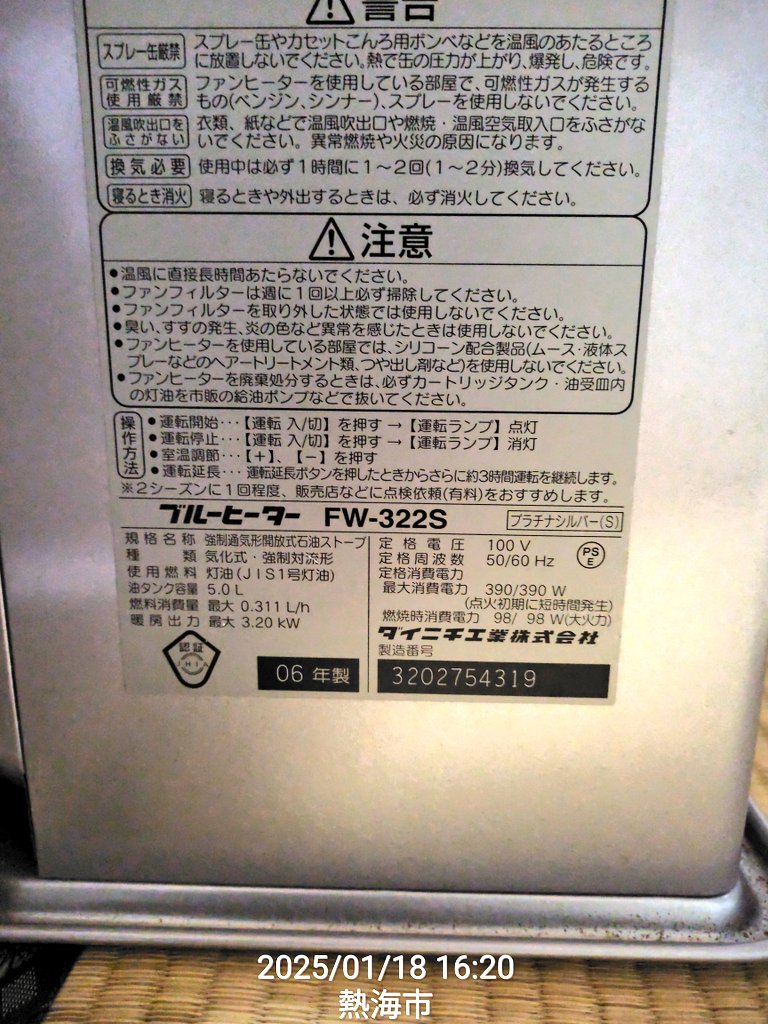 警告
スプレー缶厳禁 スプレー缶やカセットこんろ用ボンベなどを温風のあたるところ
に放置しないでください。熱で缶の圧力が上がり、爆発し、危険です。
可燃性ガス 使用厳禁 ファンヒーターを使用している部屋で、可燃性ガスが発生する
もの(ベンジン、シンナー)、スプレーを使用しないでください。
温風吹出口を ふさがない 衣類、紙などで温風吹出口や燃焼・温風空気取入口をふさがな
いでください。異常燃焼や火災の原因になります。
換気必要 使用中は必ず1時間に1〜2回(1〜2分)換気してください。
寝るとき消火 寝るときや外出するときは、必ず消火してください。
注意
●温風に直接長時間あたらないでください。
●ファンフィルターは週に1回以上必ず掃除してください。
●ファンフィルターを取り外した状態では使用しないでください。
●臭い、すすの発生、炎の色など異常を感じたときは使用しないでください。
●ファンヒーターを使用している部屋では、シリコーン配合製品(ムース・液体ス
プレーなどのヘアートリートメント類、つや出し剤など)を使用しないでください。
●ファンヒーターを廃棄処分するときは、必ずカートリッジタンク・油受皿内
の灯油を市販の給油ポンプなどで抜いてください。
操作方法
●運転開始･･･【運転 入/切】を押す → 【運転ランプ】点灯
●運転停止･･･【運転 入/切】を押す → 【運転ランプ】消灯
●室温調節･･･【+】、【−】を押す
●運転延長･･･運転延長ボタンを押したときからさらに約3時間運転を継続します。
※2シーズンに1回程度、販売店などに点検依頼(有料)をおすすめします。
ブルーヒーター FW-322S プラチナシルバー(S)
規格名称 強制通気形開放式石油ストーブ
種類 気化式・強制対流形
使用燃料 灯油(JIS1号灯油)
油タンク容量 5.0 L
燃料消費量 最大 0.311 L/h
暖房出力 最大 3.20 kW
認証
JHIA
06 年製
定格電圧 100 V
定格周波数 50/60 Hz
PS
E
定格消費電力
最大消費電力 390/390 W
(点火初期に短時間発生)
燃焼時消費電力 98/ 98 W(大火力)
ダイニチ工業株式会社
製造番号
3202754319
2025/01/18 16:20
熱海市